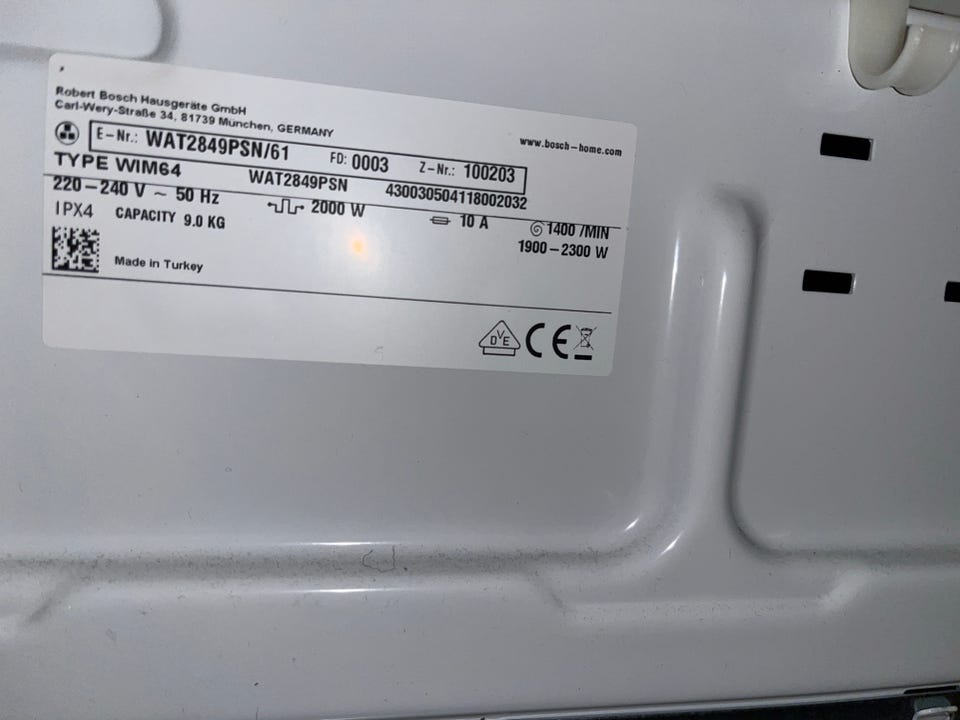 Robert Bosch Hausgeräte GmbH
Carl-Wery-Straße 34, 81739 München, GERMANY
www.bosch-home.com
E-Nr.: WAT2849PSN/61 FD: 0003 Z-Nr.: 100203
TYPE WIM64 WAT2849PSN 430030504118002032
220-240 V ~ 50 Hz 2000 W 10 A 1400 /MIN
IPX4 CAPACITY 9.0 KG 1900-2300 W
Made in Turkey
DVE CE